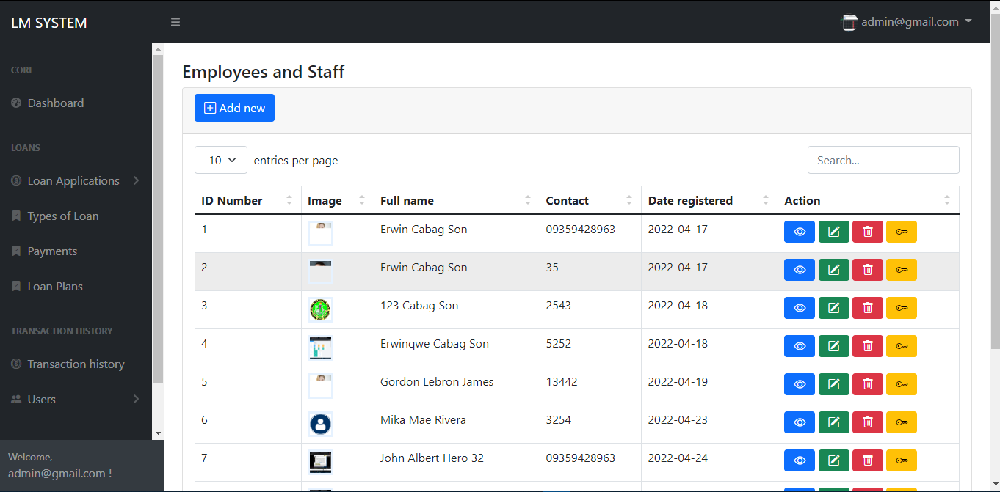 LM SYSTEM
admin@gmail.com
CORE
Dashboard
LOANS
Loan Applications
Types of Loan
Payments
Loan Plans
TRANSACTION HISTORY
Transaction history
Users
Welcome,
admin@gmail.com !
Employees and Staff
Add new
10 entries per page
Search...
ID Number Image Full name Contact Date registered Action
1 Erwin Cabag Son 09359428963 2022-04-17
2 Erwin Cabag Son 35 2022-04-17
3 123 Cabag Son 2543 2022-04-18
4 Erwinqwe Cabag Son 5252 2022-04-18
5 Gordon Lebron James 13442 2022-04-19
6 Mika Mae Rivera 3254 2022-04-23
7 John Albert Hero 32 09359428963 2022-04-24